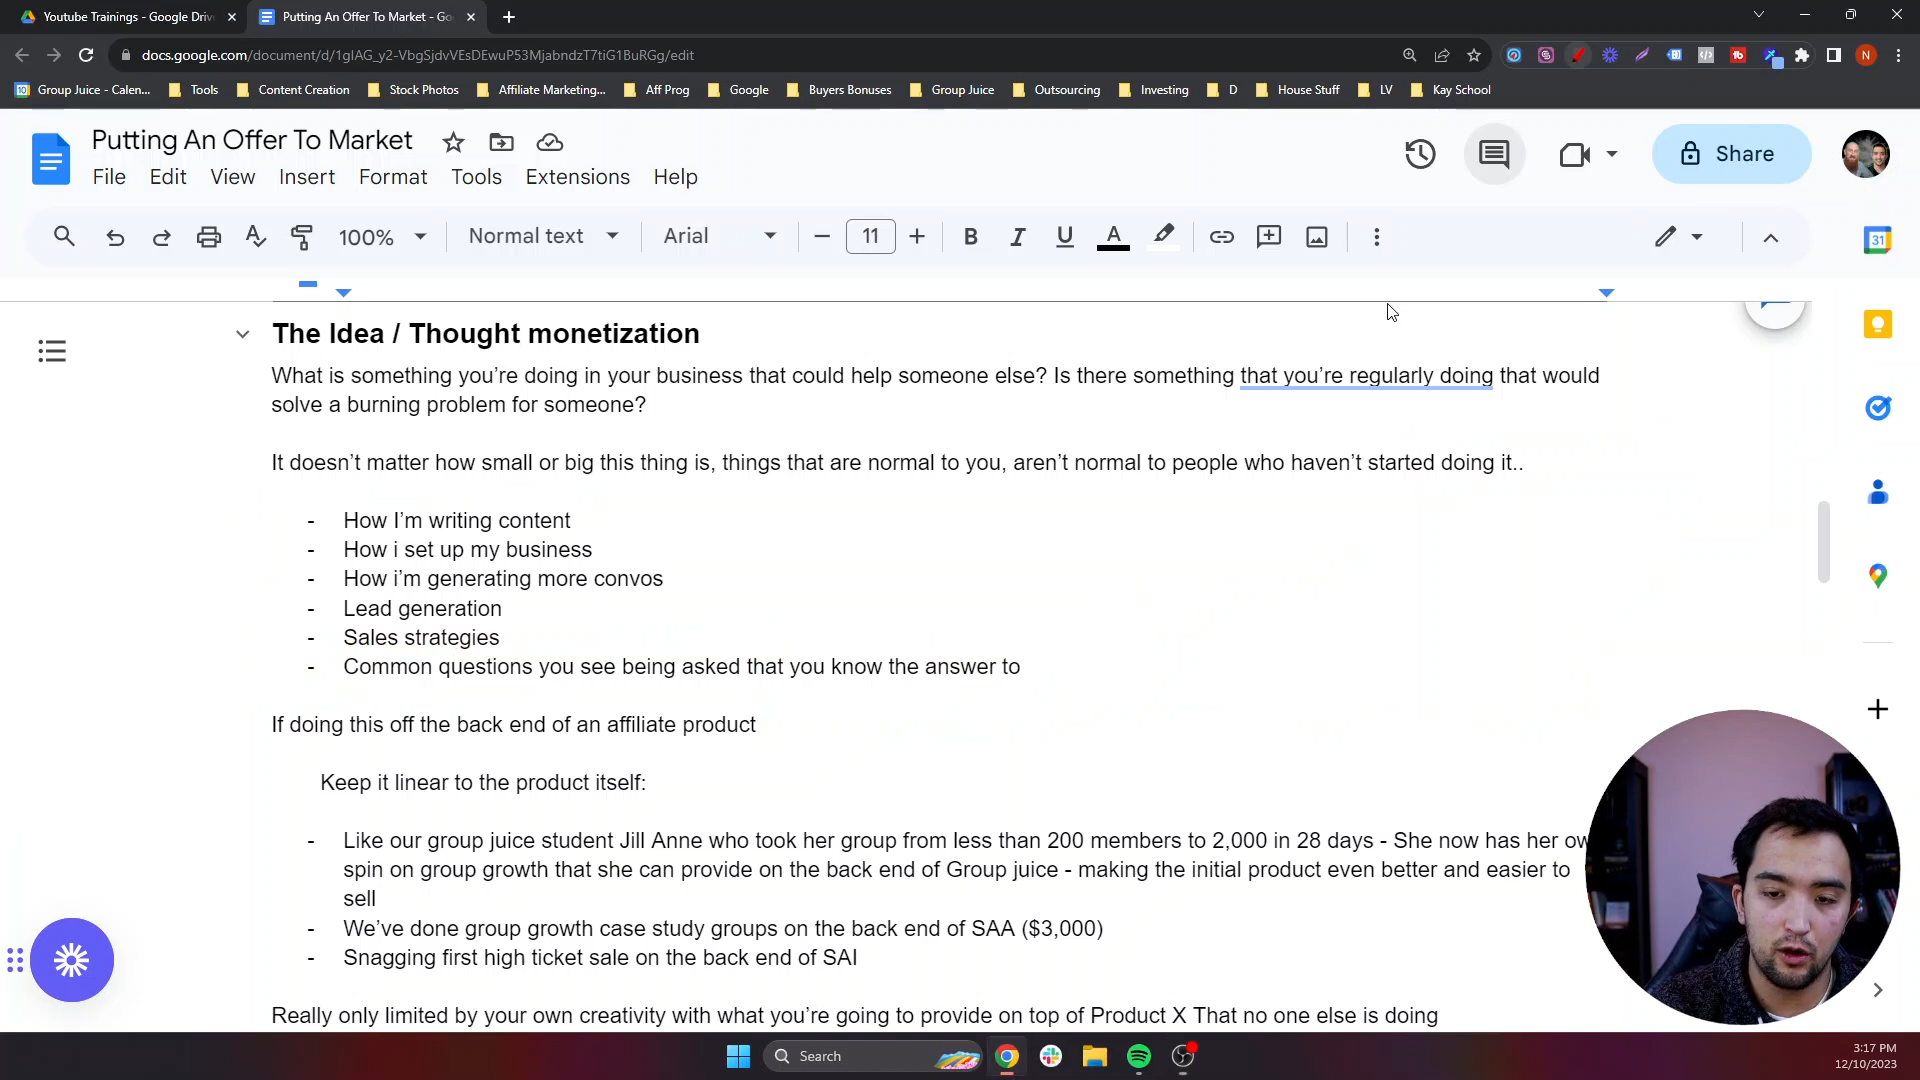 Youtube Trainings - Google Driv
Putting An Offer To Market - Go
docs.google.com/document/d/1glAG_y2-VbgSjdvVEsDEwuP53MjabndzT7tiG1BuRGg/edit
N
Group Juice - Calen...
Tools
Content Creation
Stock Photos
Affiliate Marketing...
Aff Prog
Google
Buyers Bonuses
Group Juice
Outsourcing
Investing
D
House Stuff
LV
Kay School
Putting An Offer To Market
File Edit View Insert Format Tools Extensions Help
Share
100%
Normal text
Arial
11
B I U A
31
The Idea / Thought monetization
What is something you're doing in your business that could help someone else? Is there something that you're regularly doing that would
solve a burning problem for someone?
It doesn't matter how small or big this thing is, things that are normal to you, aren't normal to people who haven't started doing it..
- How I'm writing content
- How i set up my business
- How i'm generating more convos
- Lead generation
- Sales strategies
- Common questions you see being asked that you know the answer to
If doing this off the back end of an affiliate product
Keep it linear to the product itself:
- Like our group juice student Jill Anne who took her group from less than 200 members to 2,000 in 28 days - She now has her ow
spin on group growth that she can provide on the back end of Group juice - making the initial product even better and easier to
sell
- We've done group growth case study groups on the back end of SAA ($3,000)
- Snagging first high ticket sale on the back end of SAI
Really only limited by your own creativity with what you're going to provide on top of Product X That no one else is doing
Search
3:17 PM
12/10/2023